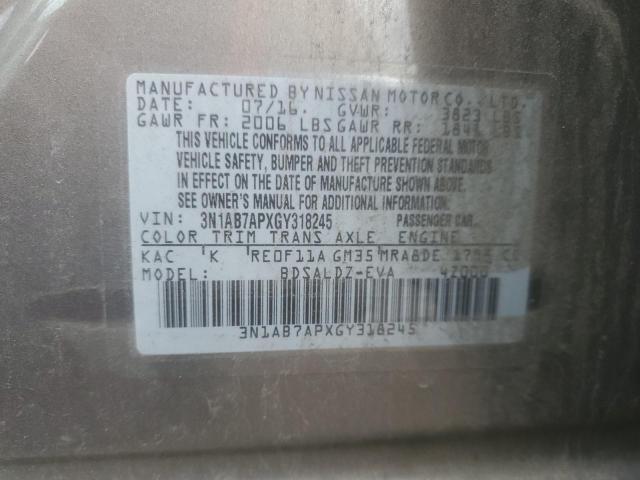 MANUFACTURED BY NISSAN MOTOR CO., LTD.
DATE: 07/16. GVWR: 3823 LBS
GAWR FR: 2006 LBS GAWR RR: 1841 LBS
THIS VEHICLE CONFORMS TO ALL APPLICABLE FEDERAL MOTOR
VEHICLE SAFETY, BUMPER AND THEFT PREVENTION STANDARDS
IN EFFECT ON THE DATE OF MANUFACTURE SHOWN ABOVE.
SEE OWNER'S MANUAL FOR ADDITIONAL INFORMATION.
VIN: 3N1AB7APXGY318245 PASSENGER CAR
COLOR TRIM TRANS AXLE ENGINE
KAC K RE0F11A GM35 MRA8DE CC
MODEL: BDSALDZ-EVA
3N1AB7APXGY318245